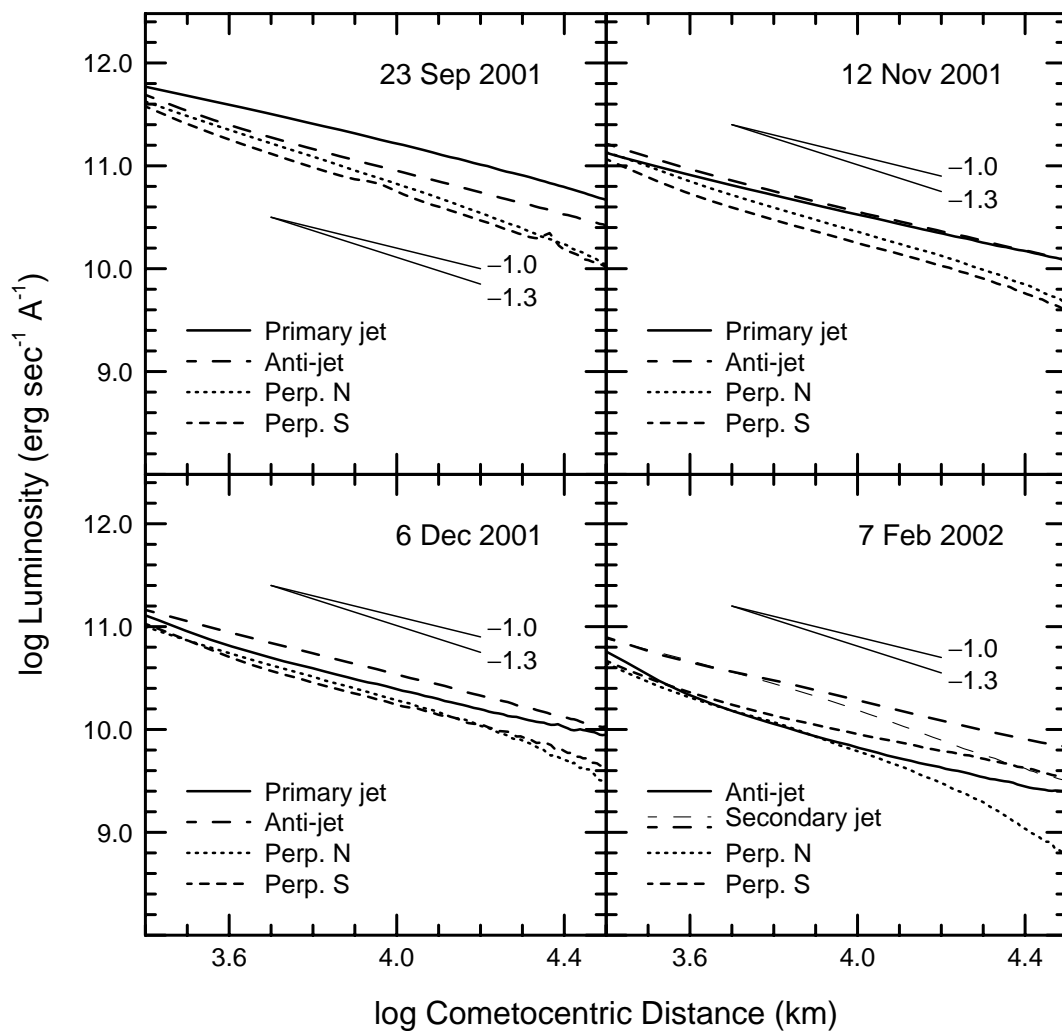 log Luminosity (erg sec⁻¹ A⁻¹)
12.0
11.0
10.0
9.0
23 Sep 2001
−1.0
−1.3
Primary jet
Anti-jet
Perp. N
Perp. S
12 Nov 2001
−1.0
−1.3
Primary jet
Anti-jet
Perp. N
Perp. S
12.0
11.0
10.0
9.0
6 Dec 2001
−1.0
−1.3
Primary jet
Anti-jet
Perp. N
Perp. S
7 Feb 2002
−1.0
−1.3
Anti-jet
Secondary jet
Perp. N
Perp. S
3.6 4.0 4.4
3.6 4.0 4.4
log Cometocentric Distance (km)